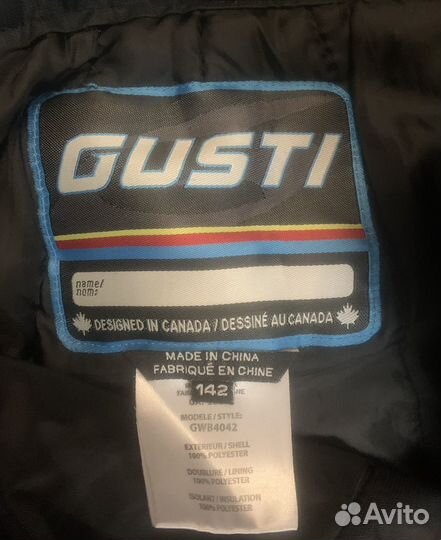 GUSTI
name/
nom:
DESIGNED IN CANADA / DESSINÉ AU CANADA
MADE IN CHINA
FABRIQUÉ EN CHINE
142
MODELE / STYLE:
GWB4042
EXTERIEUR / SHELL
100% POLYESTER
DOUBLURE / LINING
100% POLYESTER
ISOLANT / INSULATION
100% POLYESTER
Avito